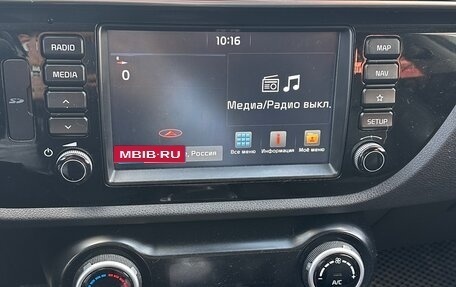 RADIO
10:16
MAP
MEDIA
0
NAV
SD
Медиа/Радио выкл.
SETUP
MBIB·RU
, Россия
Все меню
Информация
Моё меню
A/C